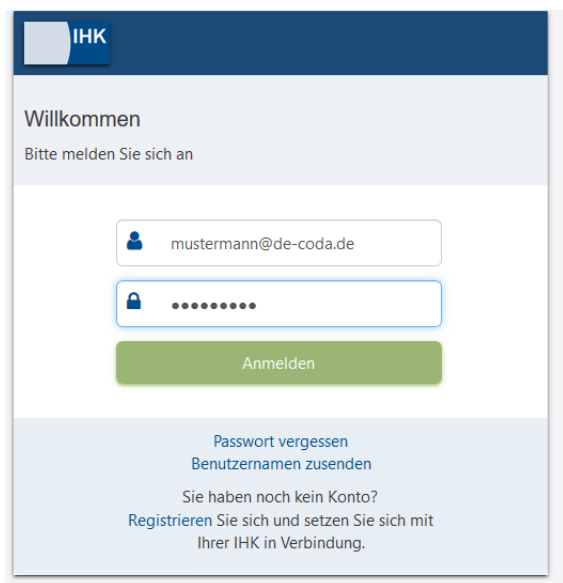 IHK
Willkommen
Bitte melden Sie sich an
mustermann@de-coda.de
•••••••••
Anmelden
Passwort vergessen
Benutzernamen zusenden
Sie haben noch kein Konto?
Registrieren Sie sich und setzen Sie sich mit
Ihrer IHK in Verbindung.